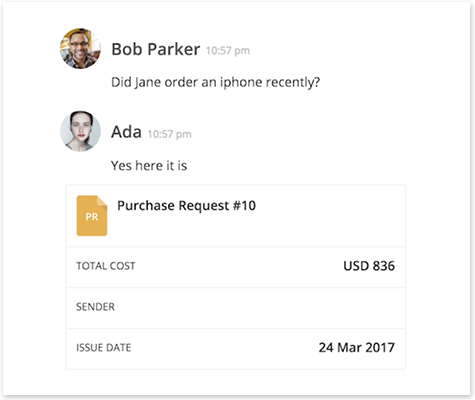 Bob Parker 10:57 pm
Did Jane order an iphone recently?
Ada 10:57 pm
Yes here it is
PR Purchase Request #10
TOTAL COST USD 836
SENDER
ISSUE DATE 24 Mar 2017